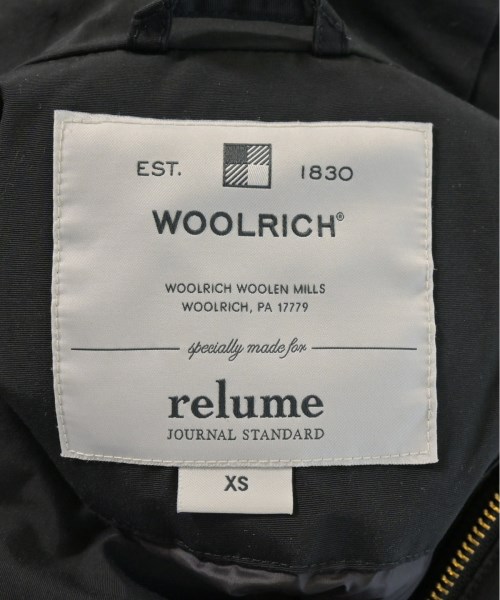 EST. 1830
WOOLRICH®
WOOLRICH WOOLEN MILLS
WOOLRICH, PA 17779
specially made for
relume
JOURNAL STANDARD
XS